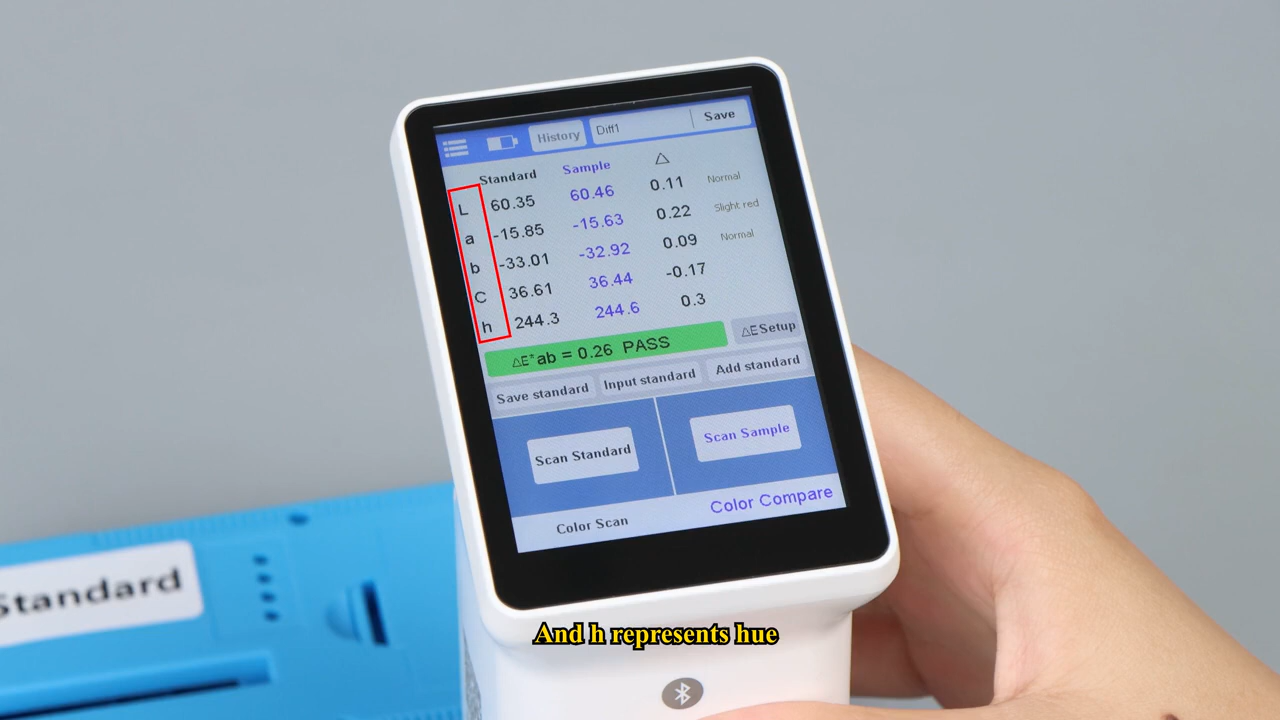 History Diff1 Save
Standard Sample △
L 60.35 60.46 0.11 Normal
a -15.85 -15.63 0.22 Slight red
b -33.01 -32.92 0.09 Normal
C 36.61 36.44 -0.17
h 244.3 244.6 0.3
△E*ab = 0.26 PASS △E Setup
Save standard Input standard Add standard
Scan Standard Scan Sample
Color Scan Color Compare
Standard
And h represents hue